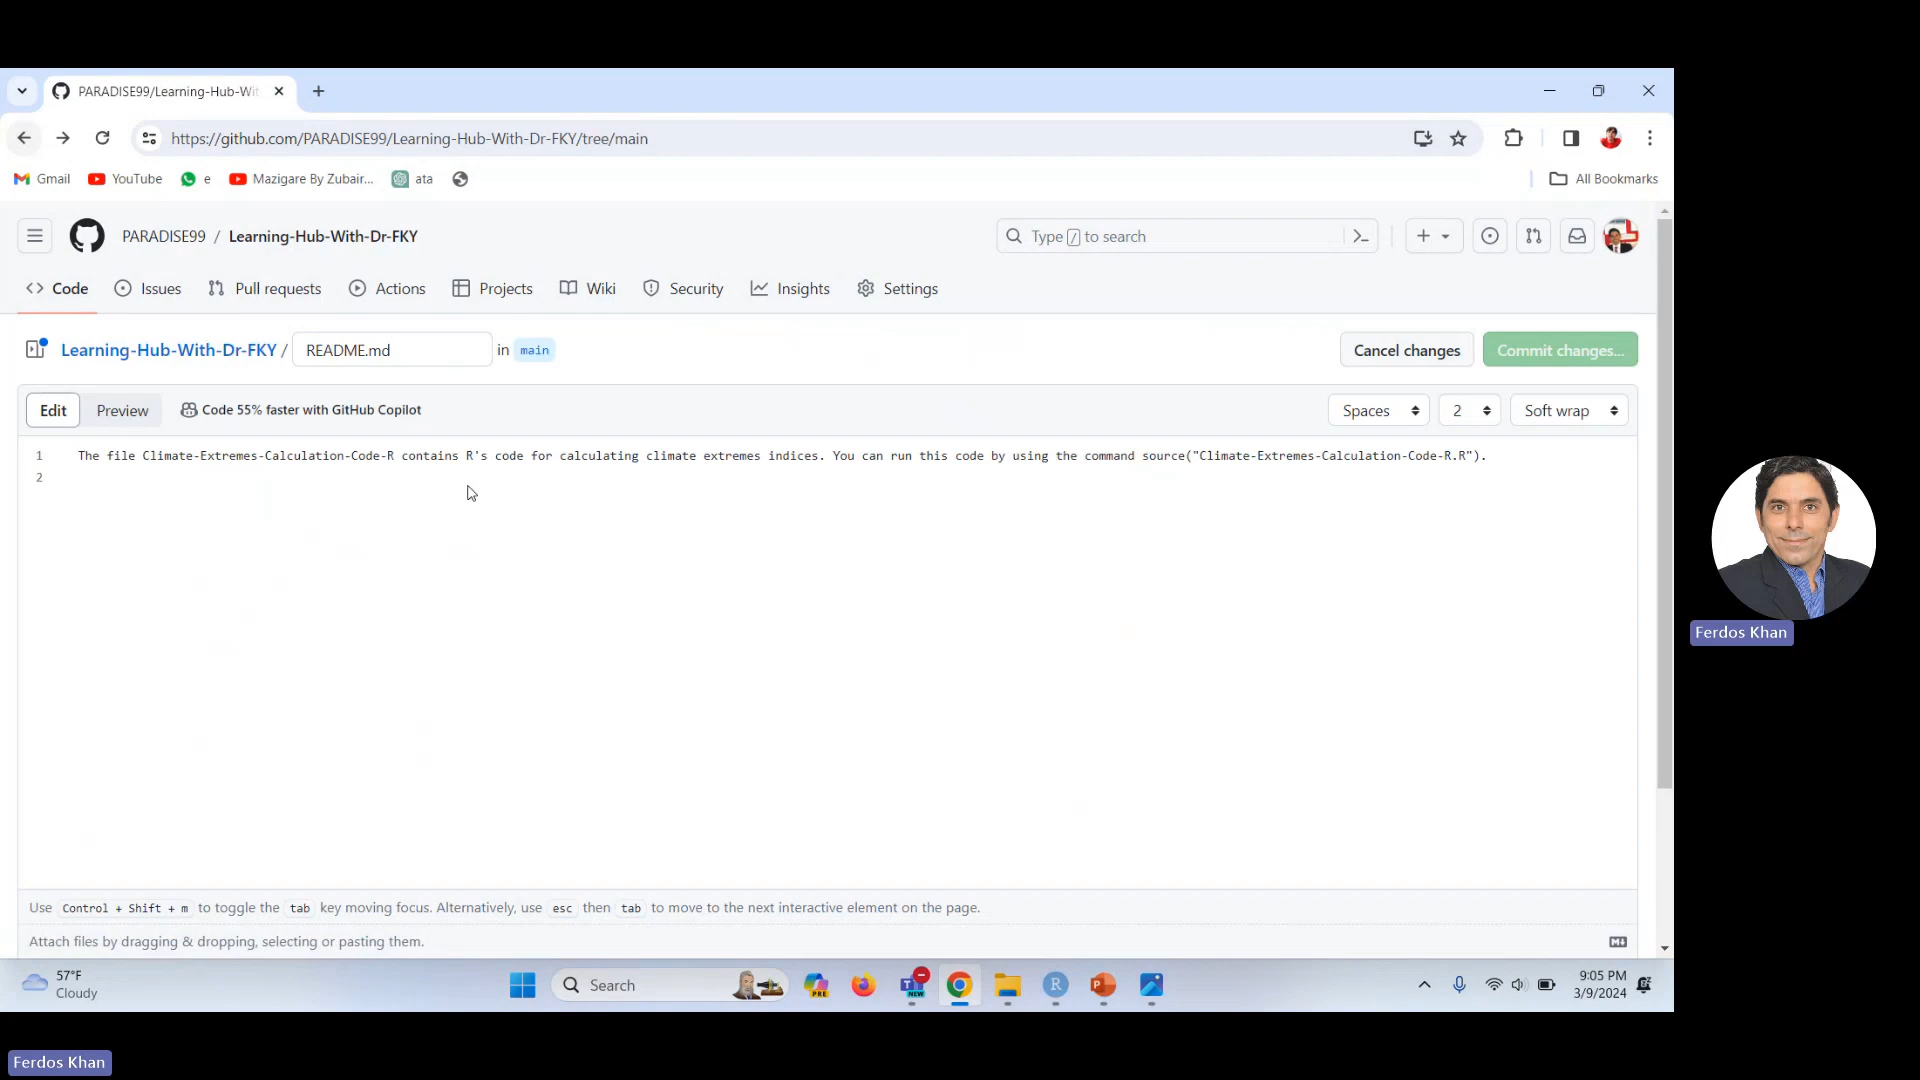 PARADISE99/Learning-Hub-Wit
https://github.com/PARADISE99/Learning-Hub-With-Dr-FKY/tree/main
Gmail YouTube e Mazigare By Zubair... ata All Bookmarks
PARADISE99 / Learning-Hub-With-Dr-FKY Type / to search
Code Issues Pull requests Actions Projects Wiki Security Insights Settings
Learning-Hub-With-Dr-FKY / README.md in main Cancel changes Commit changes...
Edit Preview Code 55% faster with GitHub Copilot Spaces 2 Soft wrap
1 The file Climate-Extremes-Calculation-Code-R contains R's code for calculating climate extremes indices. You can run this code by using the command source("Climate-Extremes-Calculation-Code-R.R").
2
Ferdos Khan
Use Control + Shift + m to toggle the tab key moving focus. Alternatively, use esc then tab to move to the next interactive element on the page.
Attach files by dragging & dropping, selecting or pasting them.
57°F
Cloudy
Search
PRE
NEW
9:05 PM
3/9/2024
Ferdos Khan